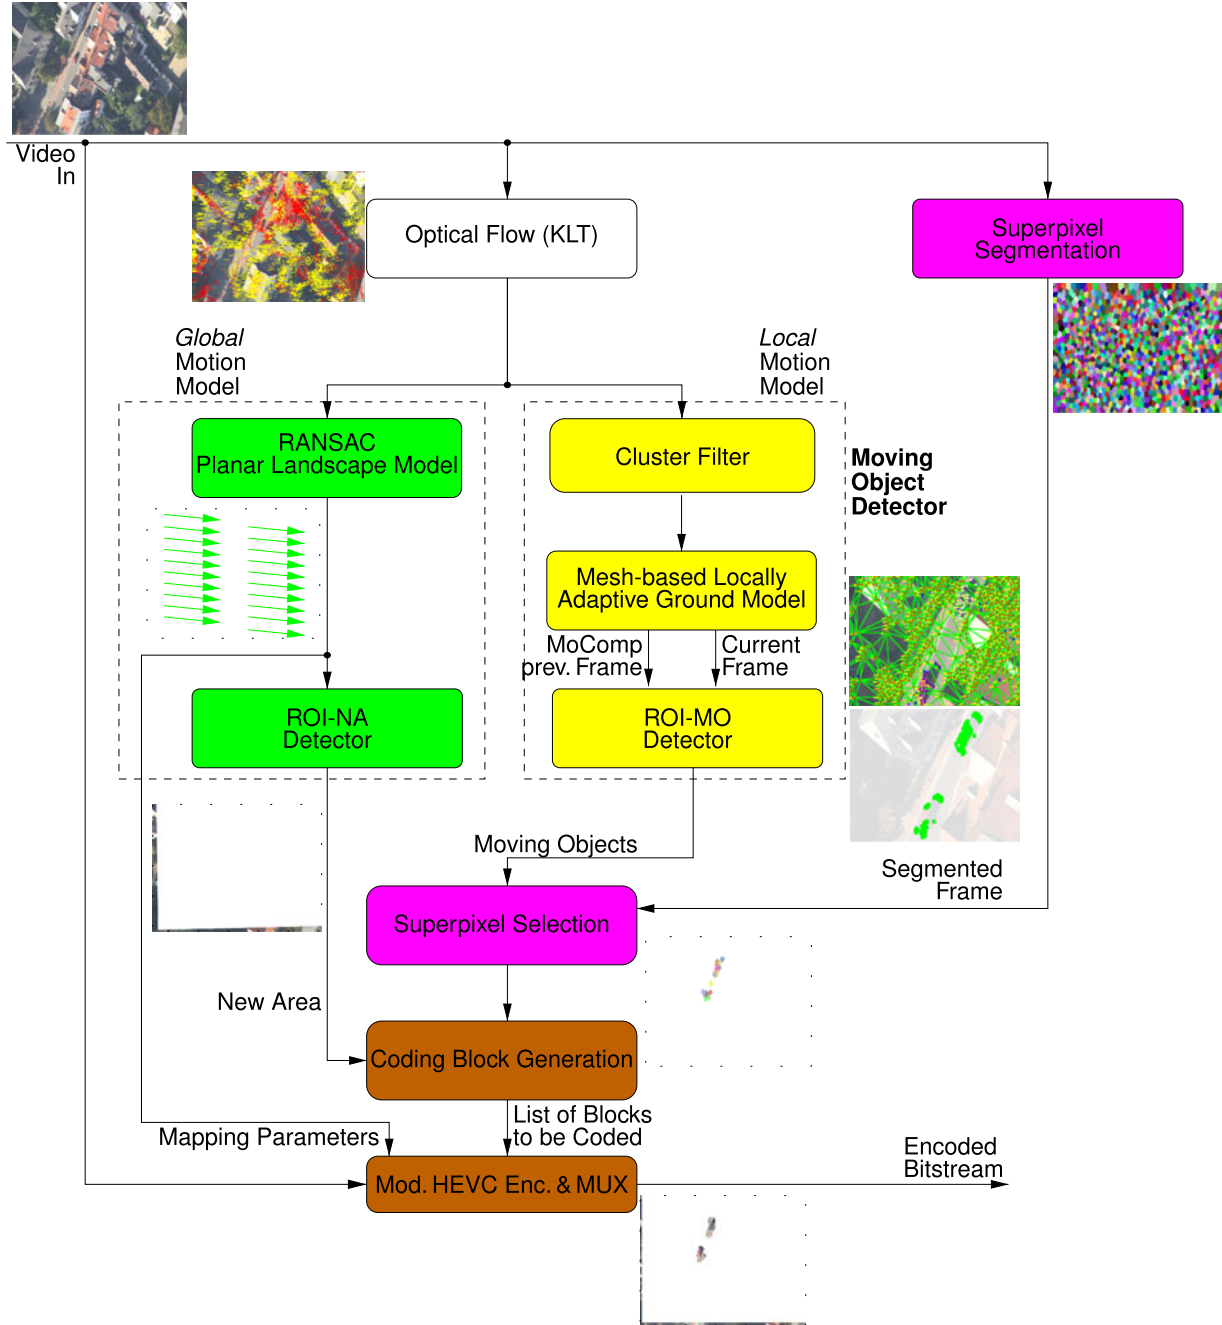 Video
In
Optical Flow (KLT)
Superpixel
Segmentation
Global
Motion
Model
Local
Motion
Model
RANSAC
Planar Landscape Model
Cluster Filter
Moving
Object
Detector
Mesh-based Locally
Adaptive Ground Model
MoComp
prev. Frame
Current
Frame
ROI-NA
Detector
ROI-MO
Detector
Moving Objects
Segmented
Frame
Superpixel Selection
New Area
Coding Block Generation
List of Blocks
to be Coded
Mapping Parameters
Mod. HEVC Enc. & MUX
Encoded
Bitstream